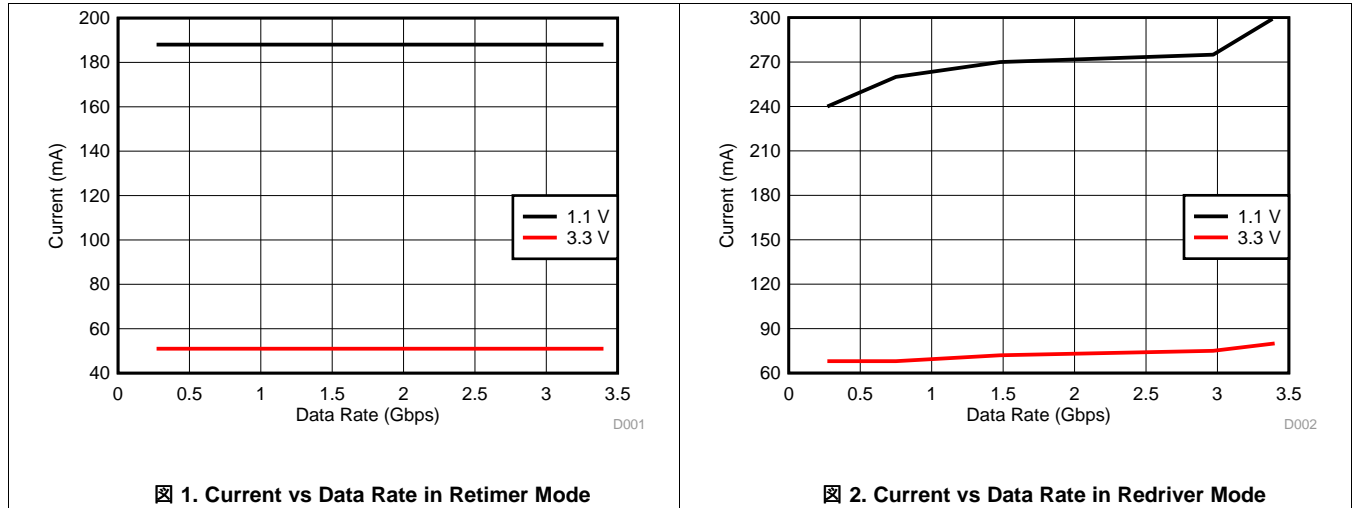 200
180
160
140
120
100
80
60
40
0
0.5
1
1.5
2
2.5
3
3.5
Current (mA)
Data Rate (Gbps)
1.1 V
3.3 V
D001
図 1. Current vs Data Rate in Retimer Mode
300
270
240
210
180
150
120
90
60
0
0.5
1
1.5
2
2.5
3
3.5
Current (mA)
Data Rate (Gbps)
1.1 V
3.3 V
D002
図 2. Current vs Data Rate in Redriver Mode